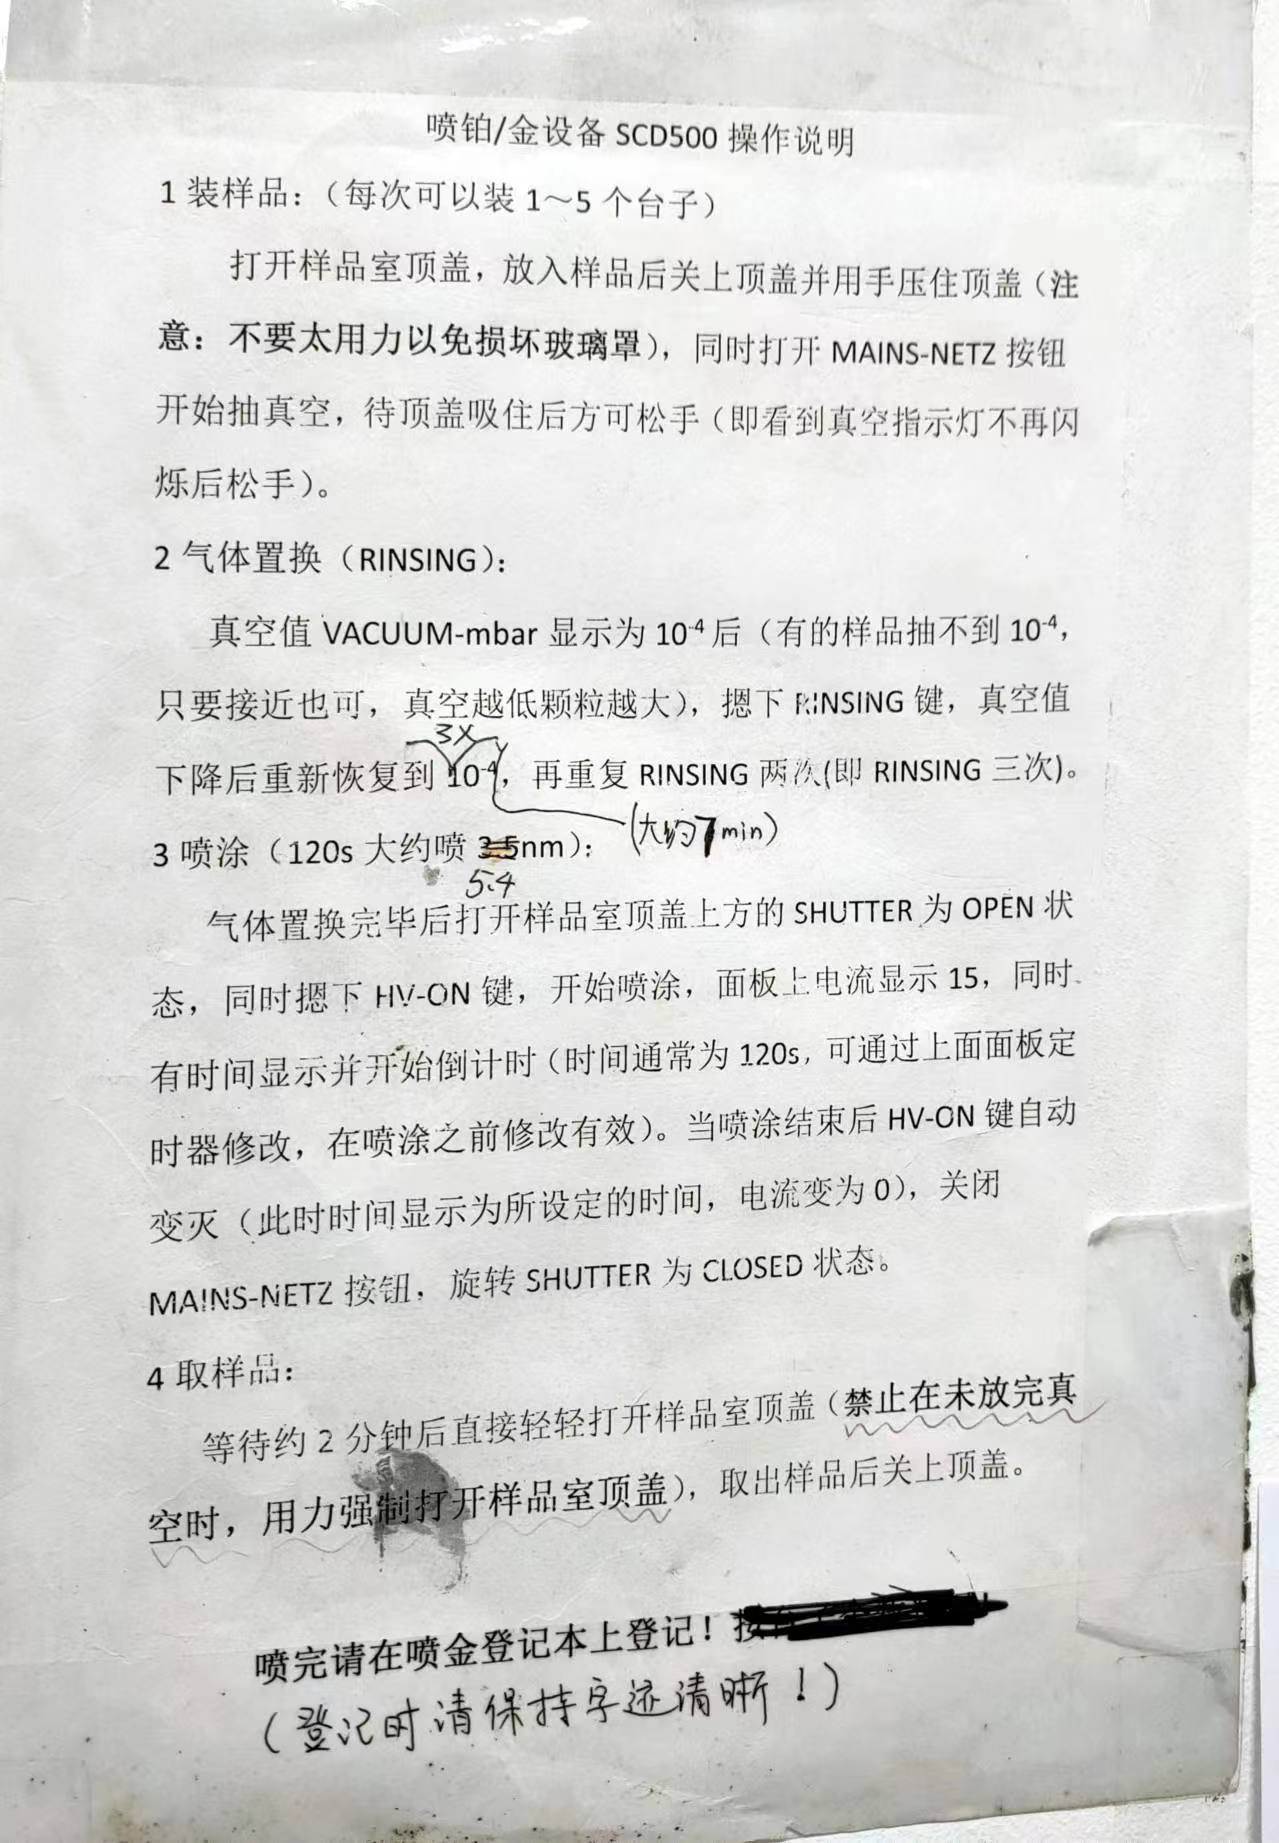 喷铂/金设备 SCD500 操作说明
1 装样品：（每次可以装 1～5 个台子）
打开样品室顶盖，放入样品后关上顶盖并用手压住顶盖（注
意：不要太用力以免损坏玻璃罩），同时打开 MAINS-NETZ 按钮
开始抽真空，待顶盖吸住后方可松手（即看到真空指示灯不再闪
烁后松手）。
2 气体置换（RINSING）：
真空值 VACUUM-mbar 显示为 10⁻⁴ 后（有的样品抽不到 10⁻⁴，
只要接近也可，真空越低颗粒越大），摁下 RINSING 键，真空值
3X
下降后重新恢复到 10⁻⁴，再重复 RINSING 两次(即 RINSING 三次)。
（大约7min）
3 喷涂（120s 大约喷 3.5nm）：
5.4
气体置换完毕后打开样品室顶盖上方的 SHUTTER 为 OPEN 状
态，同时摁下 HV-ON 键，开始喷涂，面板上电流显示 15，同时
有时间显示并开始倒计时（时间通常为 120s，可通过上面面板定
时器修改，在喷涂之前修改有效）。当喷涂结束后 HV-ON 键自动
变灭（此时时间显示为所设定的时间，电流变为 0），关闭
MAINS-NETZ 按钮，旋转 SHUTTER 为 CLOSED 状态。
4 取样品：
等待约 2 分钟后直接轻轻打开样品室顶盖（禁止在未放完真
空时，用力强制打开样品室顶盖），取出样品后关上顶盖。
喷完请在喷金登记本上登记！
（登记时请保持字迹清晰！）